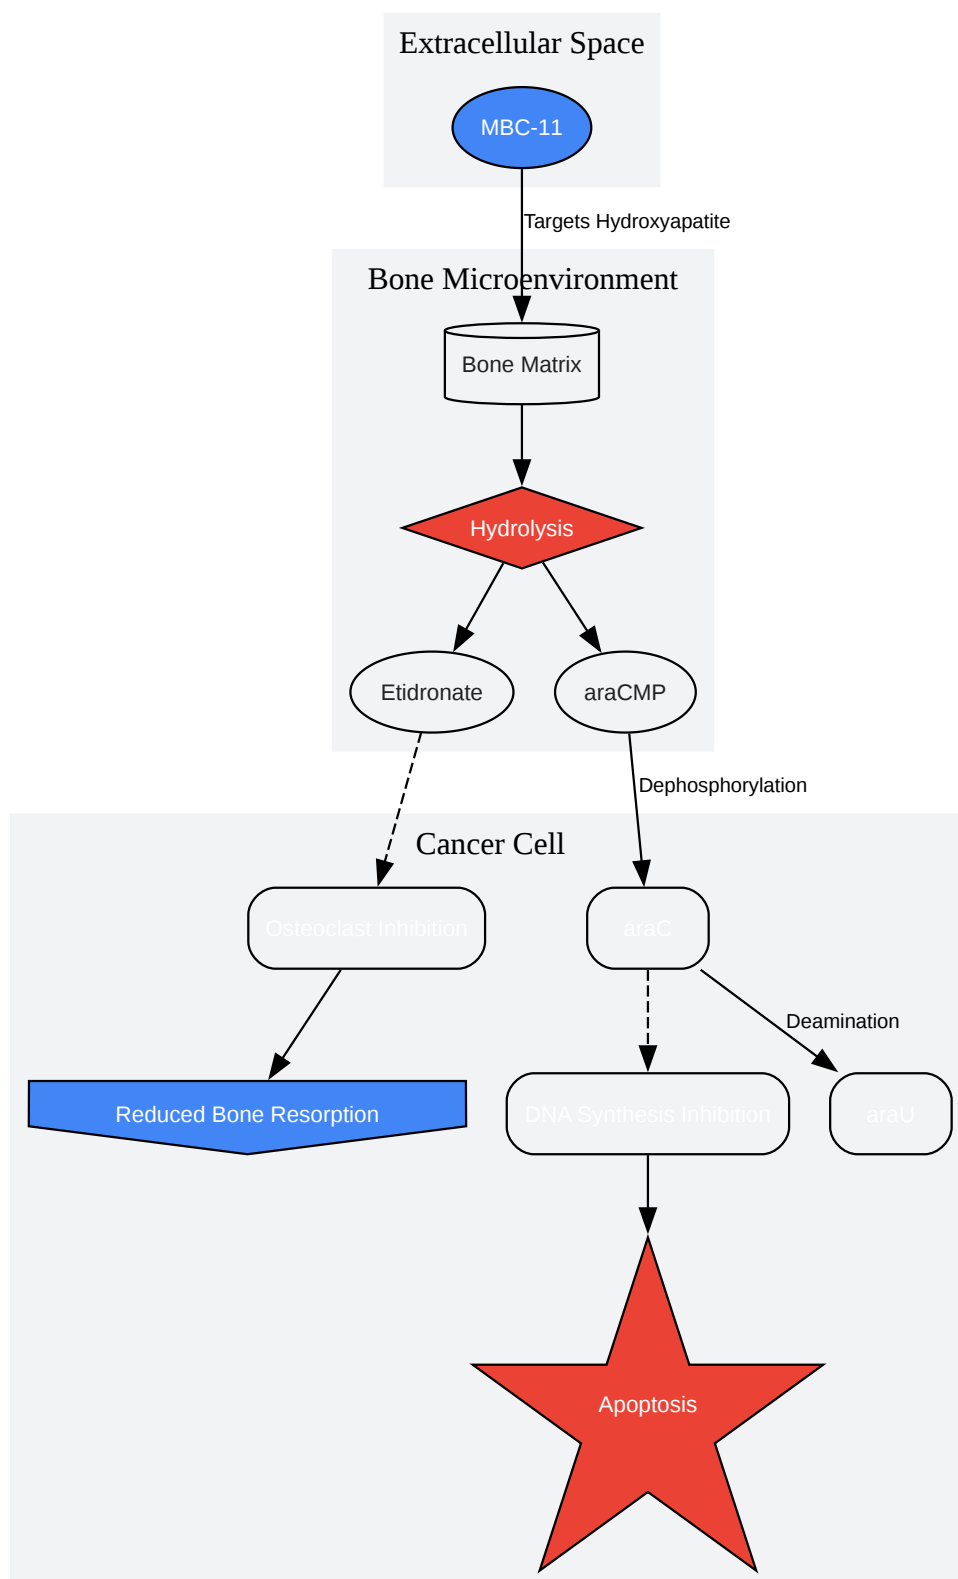 Extracellular Space
MBC-11
Targets Hydroxyapatite
Bone Microenvironment
Bone Matrix
Hydrolysis
Etidronate
araCMP
Dephosphorylation
Cancer Cell
Osteoclast Inhibition
araC
Deamination
Reduced Bone Resorption
DNA Synthesis Inhibition
araU
Apoptosis